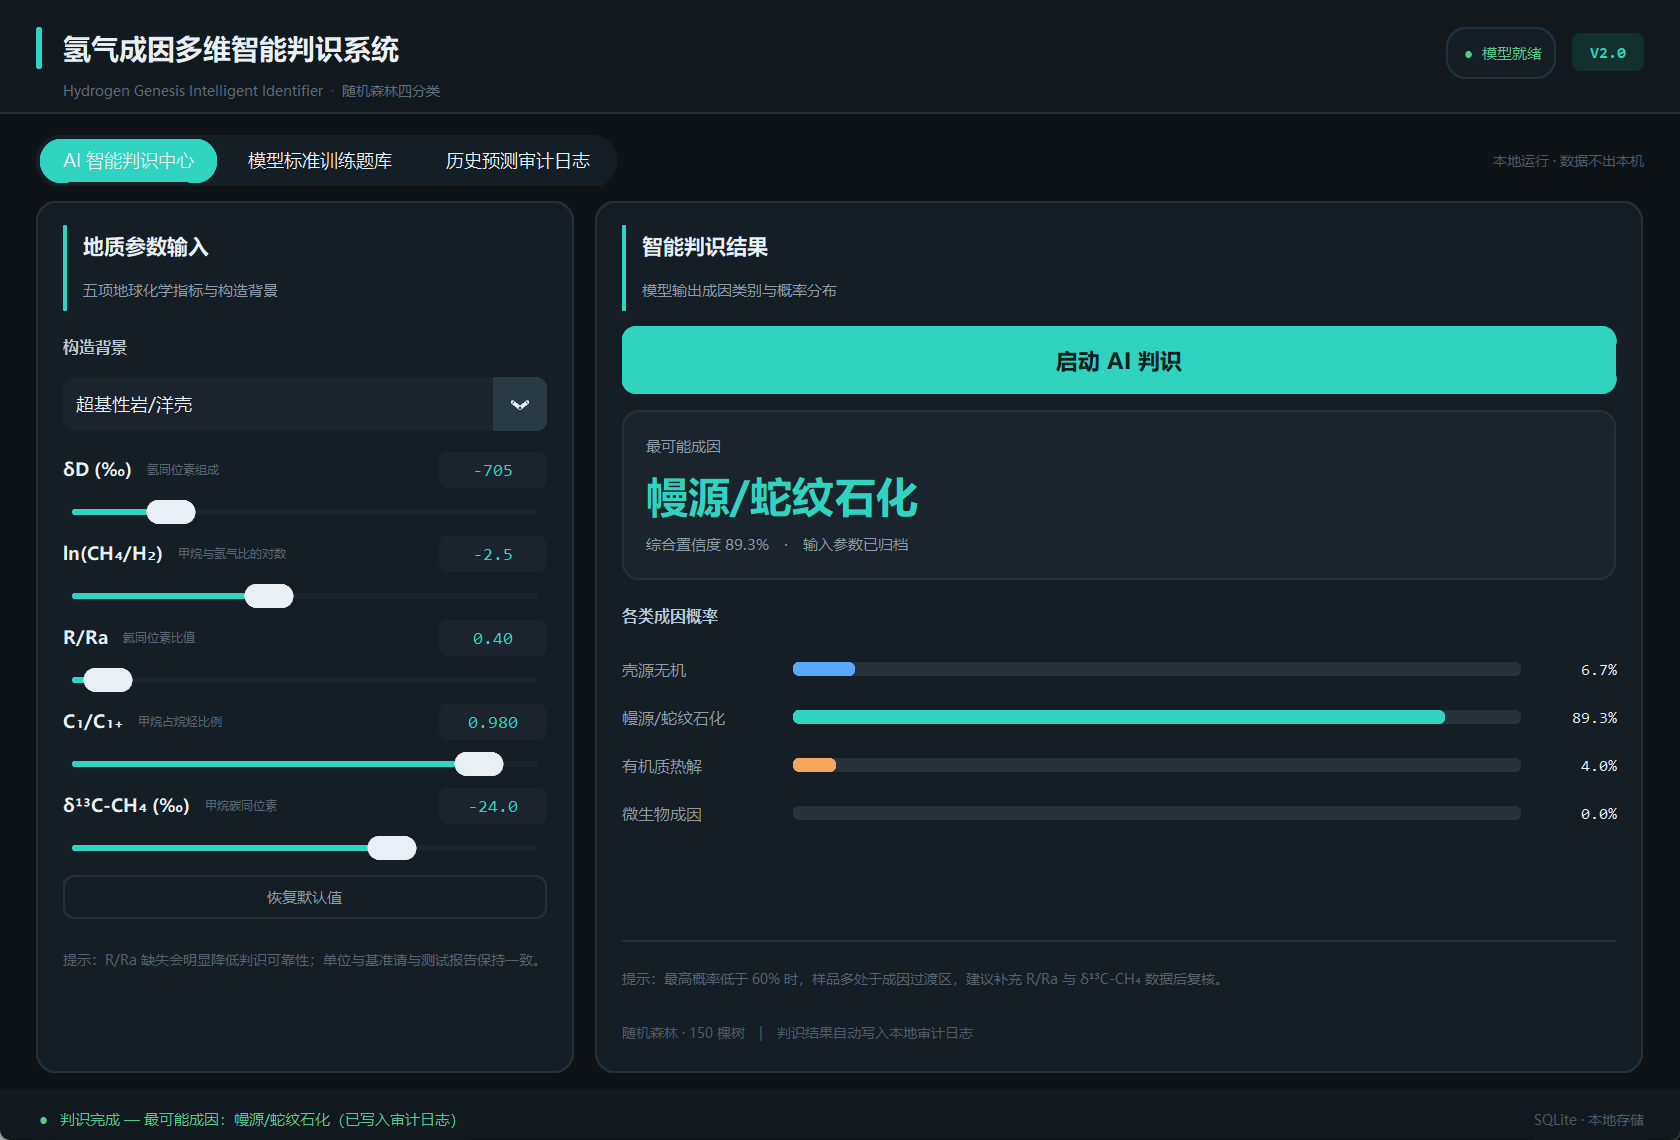 氢气成因多维智能判识系统
● 模型就绪
V2.0
Hydrogen Genesis Intelligent Identifier · 随机森林四分类
AI 智能判识中心
模型标准训练题库
历史预测审计日志
本地运行 · 数据不出本机
地质参数输入
五项地球化学指标与构造背景
构造背景
超基性岩/洋壳
δD (‰) 氢同位素组成 -705
ln(CH₄/H₂) 甲烷与氢气比的对数 -2.5
R/Ra 氦同位素比值 0.40
C₁/C₁₊ 甲烷占烷烃比例 0.980
δ¹³C-CH₄ (‰) 甲烷碳同位素 -24.0
恢复默认值
提示：R/Ra 缺失会明显降低判识可靠性；单位与基准请与测试报告保持一致。
智能判识结果
模型输出成因类别与概率分布
启动 AI 判识
最可能成因
幔源/蛇纹石化
综合置信度 89.3% · 输入参数已归档
各类成因概率
壳源无机 6.7%
幔源/蛇纹石化 89.3%
有机质热解 4.0%
微生物成因 0.0%
提示：最高概率低于 60% 时，样品多处于成因过渡区，建议补充 R/Ra 与 δ¹³C-CH₄ 数据后复核。
随机森林 · 150 棵树 | 判识结果自动写入本地审计日志
● 判识完成 — 最可能成因：幔源/蛇纹石化（已写入审计日志）
SQLite · 本地存储